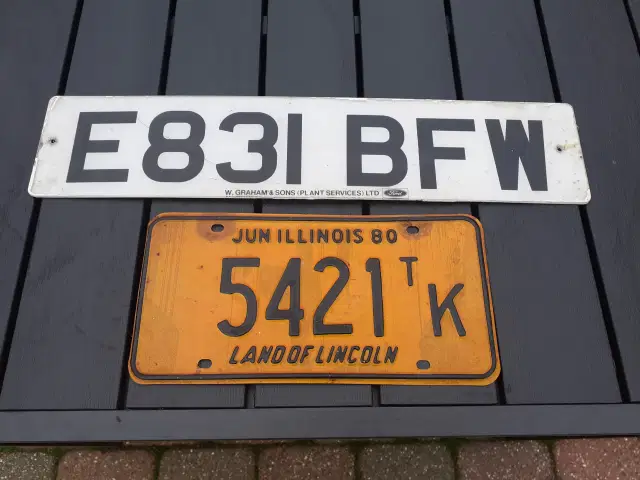 E831 BFW
W. GRAHAM & SONS (PLANT SERVICES) LTD Ford
JUN ILLINOIS 80
5421 T K
LAND OF LINCOLN